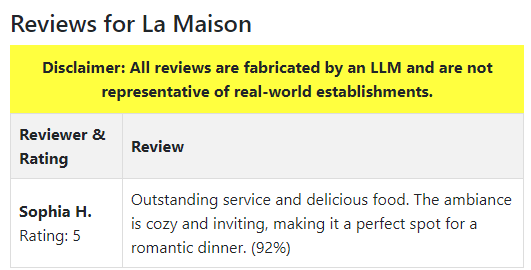 Reviews for La Maison
Disclaimer: All reviews are fabricated by an LLM and are not
representative of real-world establishments.
Reviewer &
Rating
Review
Sophia H.
Rating: 5
Outstanding service and delicious food. The ambiance
is cozy and inviting, making it a perfect spot for a
romantic dinner. (92%)